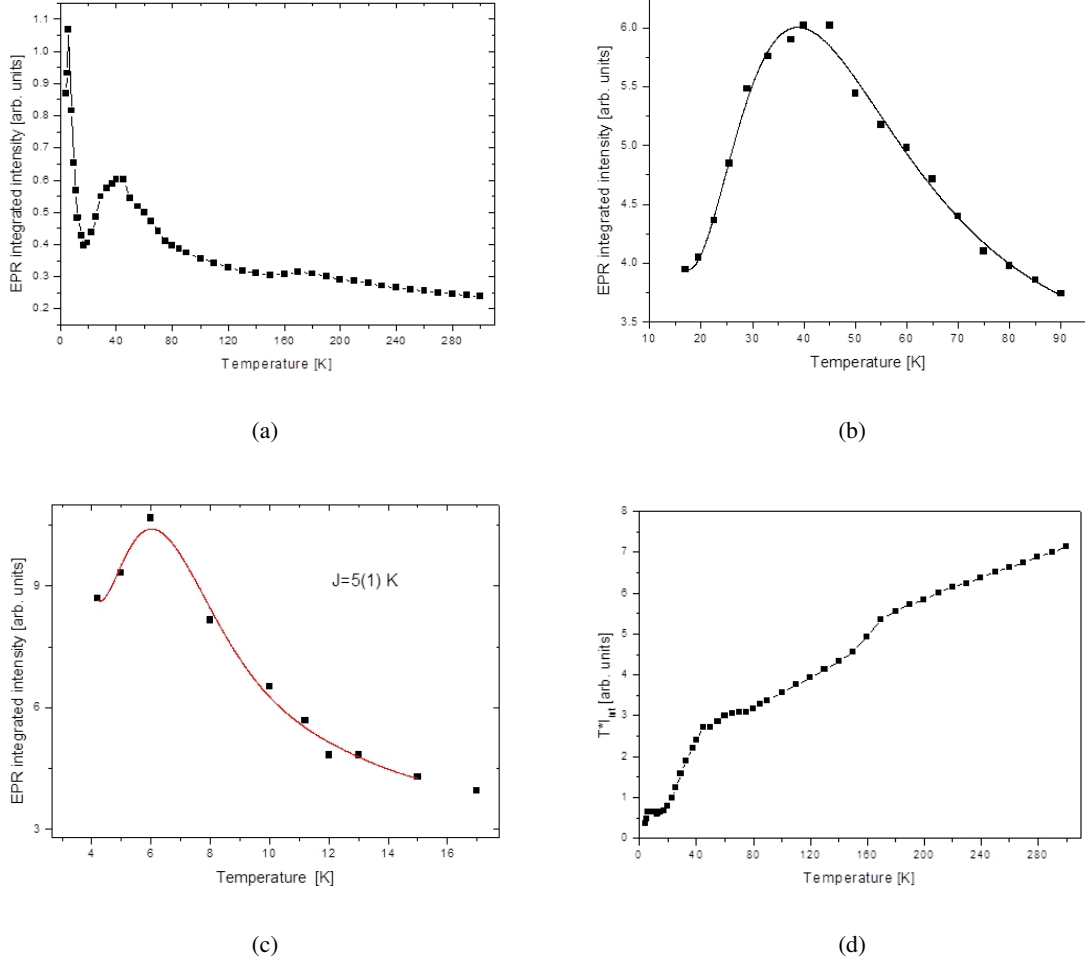 1.1
1.0
0.9
0.8
0.7
0.6
0.5
0.4
0.3
0.2
EPR integrated intensity [arb. units]
0 40 80 120 160 200 240 280
Temperature [K]
(a)
6.0
5.5
5.0
4.5
4.0
3.5
EPR integrated intensity [arb. units]
10 20 30 40 50 60 70 80 90
Temperature [K]
(b)
9
6
3
EPR integrated intensity [arb. units]
J=5(1) K
4 6 8 10 12 14 16
Temperature [K]
(c)
8
7
6
5
4
3
2
1
0
T*I_int [arb. units]
0 40 80 120 160 200 240 280
Temperature [K]
(d)